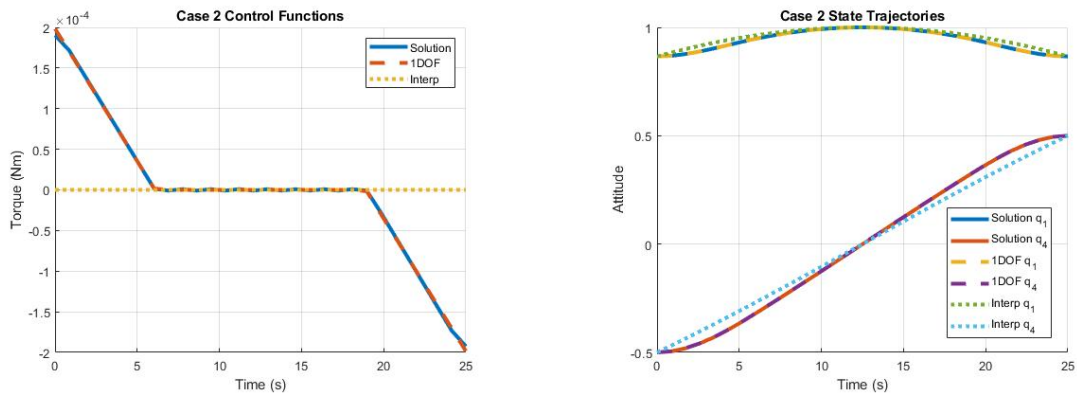 Case 2 Control Functions
× 10⁻⁴
2
1.5
1
0.5
0
-0.5
-1
-1.5
-2
Torque (Nm)
0 5 10 15 20 25
Time (s)
Solution
1DOF
Interp
Case 2 State Trajectories
1
0.5
0
-0.5
Attitude
0 5 10 15 20 25
Time (s)
Solution q₁
Solution q₄
1DOF q₁
1DOF q₄
Interp q₁
Interp q₄